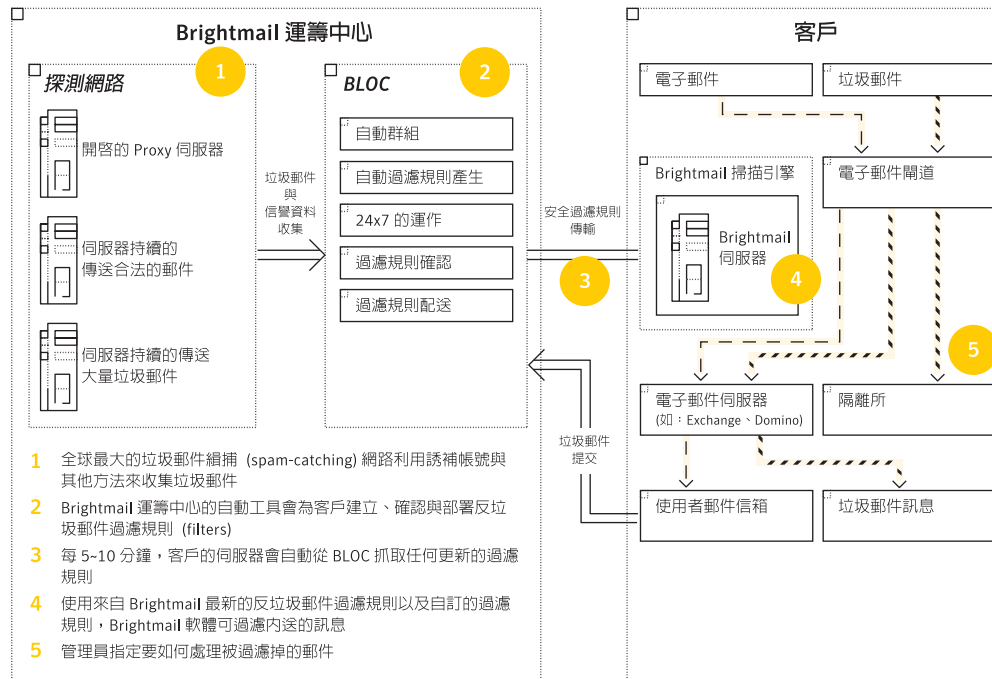 Brightmail 運籌中心
1
探測網路
開啓的 Proxy 伺服器
伺服器持續的
傳送合法的郵件
伺服器持續的傳送
大量垃圾郵件
垃圾郵件
與
信譽資料
收集
2
BLOC
自動群組
自動過濾規則產生
24x7 的運作
過濾規則確認
過濾規則配送
安全過濾規則
傳輸
3
垃圾郵件
提交
客戶
電子郵件
垃圾郵件
Brightmail 掃描引擎
Brightmail
伺服器
4
電子郵件閘道
5
電子郵件伺服器
(如：Exchange、Domino)
隔離所
使用者郵件信箱
垃圾郵件訊息
1 全球最大的垃圾郵件緝捕 (spam-catching) 網路利用誘補帳號與
其他方法來收集垃圾郵件
2 Brightmail 運籌中心的自動工具會為客戶建立、確認與部署反垃
圾郵件過濾規則 (filters)
3 每 5~10 分鐘，客戶的伺服器會自動從 BLOC 抓取任何更新的過濾
規則
4 使用來自 Brightmail 最新的反垃圾郵件過濾規則以及自訂的過濾
規則，Brightmail 軟體可過濾內送的訊息
5 管理員指定要如何處理被過濾掉的郵件